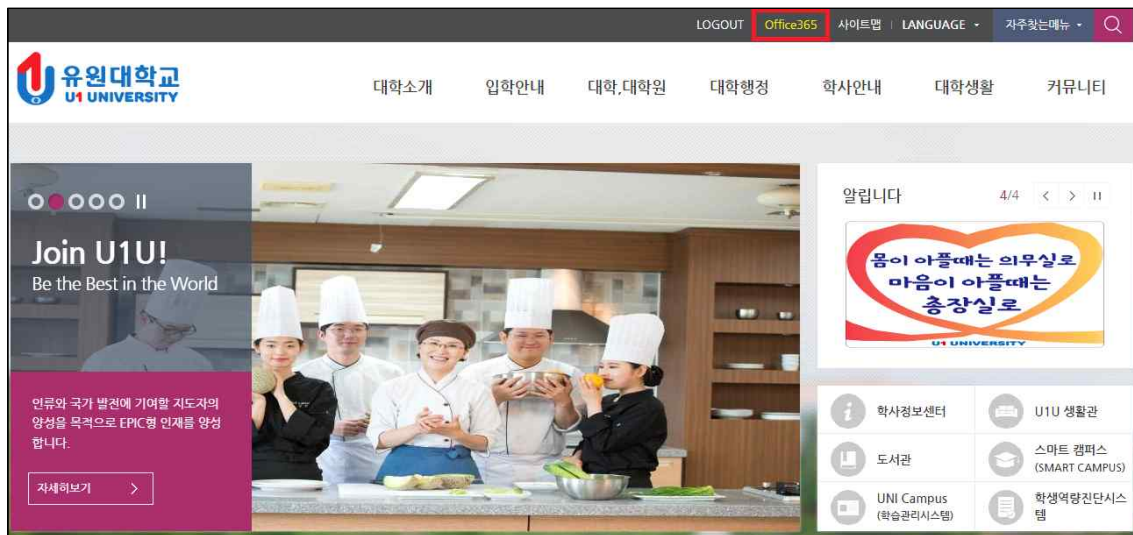 LOGOUT Office365 사이트맵 LANGUAGE 자주찾는메뉴
유원대학교
U1 UNIVERSITY
대학소개 입학안내 대학,대학원 대학행정 학사안내 대학생활 커뮤니티
Join U1U!
Be the Best in the World
인류와 국가 발전에 기여할 지도자의
양성을 목적으로 EPIC형 인재를 양성
합니다.
자세히보기
알립니다 4/4
몸이 아플때는 의무실로
마음이 아플때는
총장실로
U1 UNIVERSITY
학사정보센터
U1U 생활관
도서관
스마트 캠퍼스
(SMART CAMPUS)
UNI Campus
(학습관리시스템)
학생역량진단시스
템